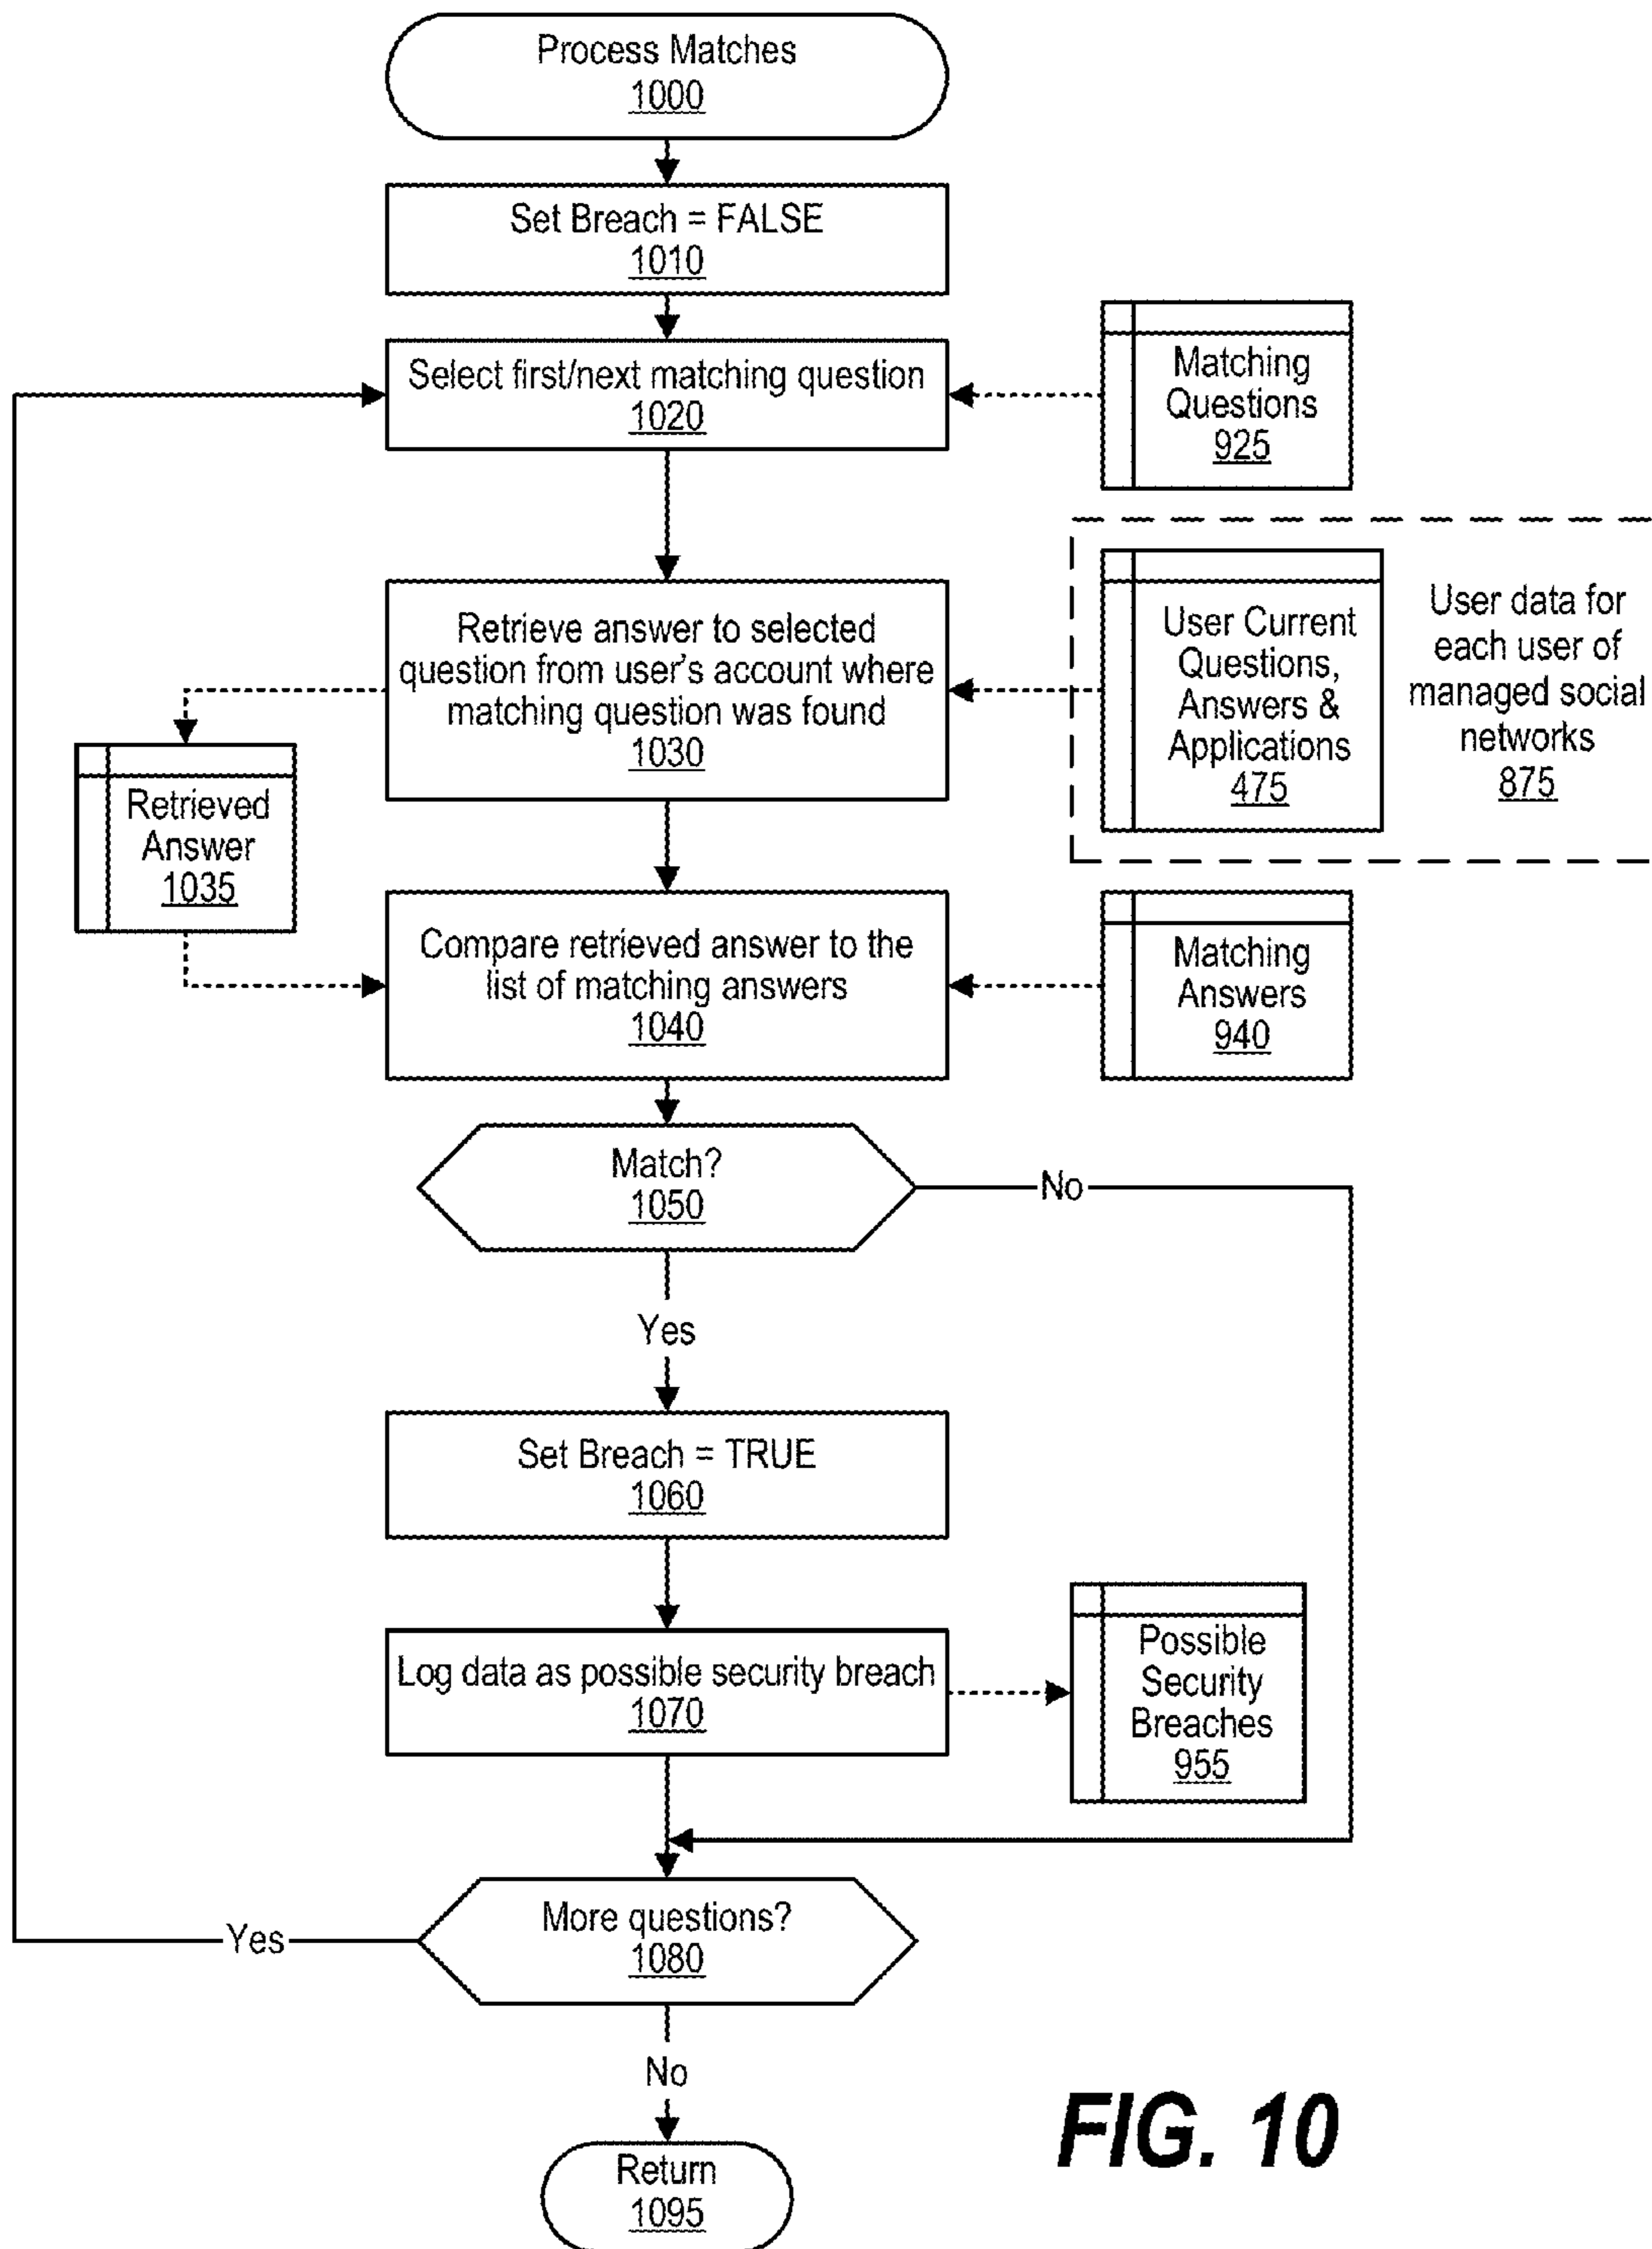 Process Matches
1000
Set Breach = FALSE
1010
Select first/next matching question
1020
Matching
Questions
925
Retrieve answer to selected
question from user's account where
matching question was found
1030
User Current
Questions,
Answers &
Applications
475
User data for
each user of
managed social
networks
875
Retrieved
Answer
1035
Compare retrieved answer to the
list of matching answers
1040
Matching
Answers
940
Match?
1050
No
Yes
Set Breach = TRUE
1060
Log data as possible security breach
1070
Possible
Security
Breaches
955
More questions?
1080
Yes
No
Return
1095
FIG. 10